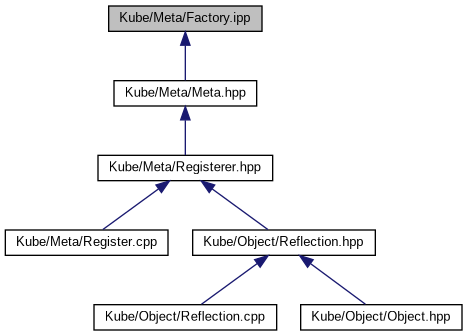 Kube/Meta/Factory.ipp
Kube/Meta/Meta.hpp
Kube/Meta/Registerer.hpp
Kube/Meta/Register.cpp
Kube/Object/Reflection.hpp
Kube/Object/Reflection.cpp
Kube/Object/Object.hpp